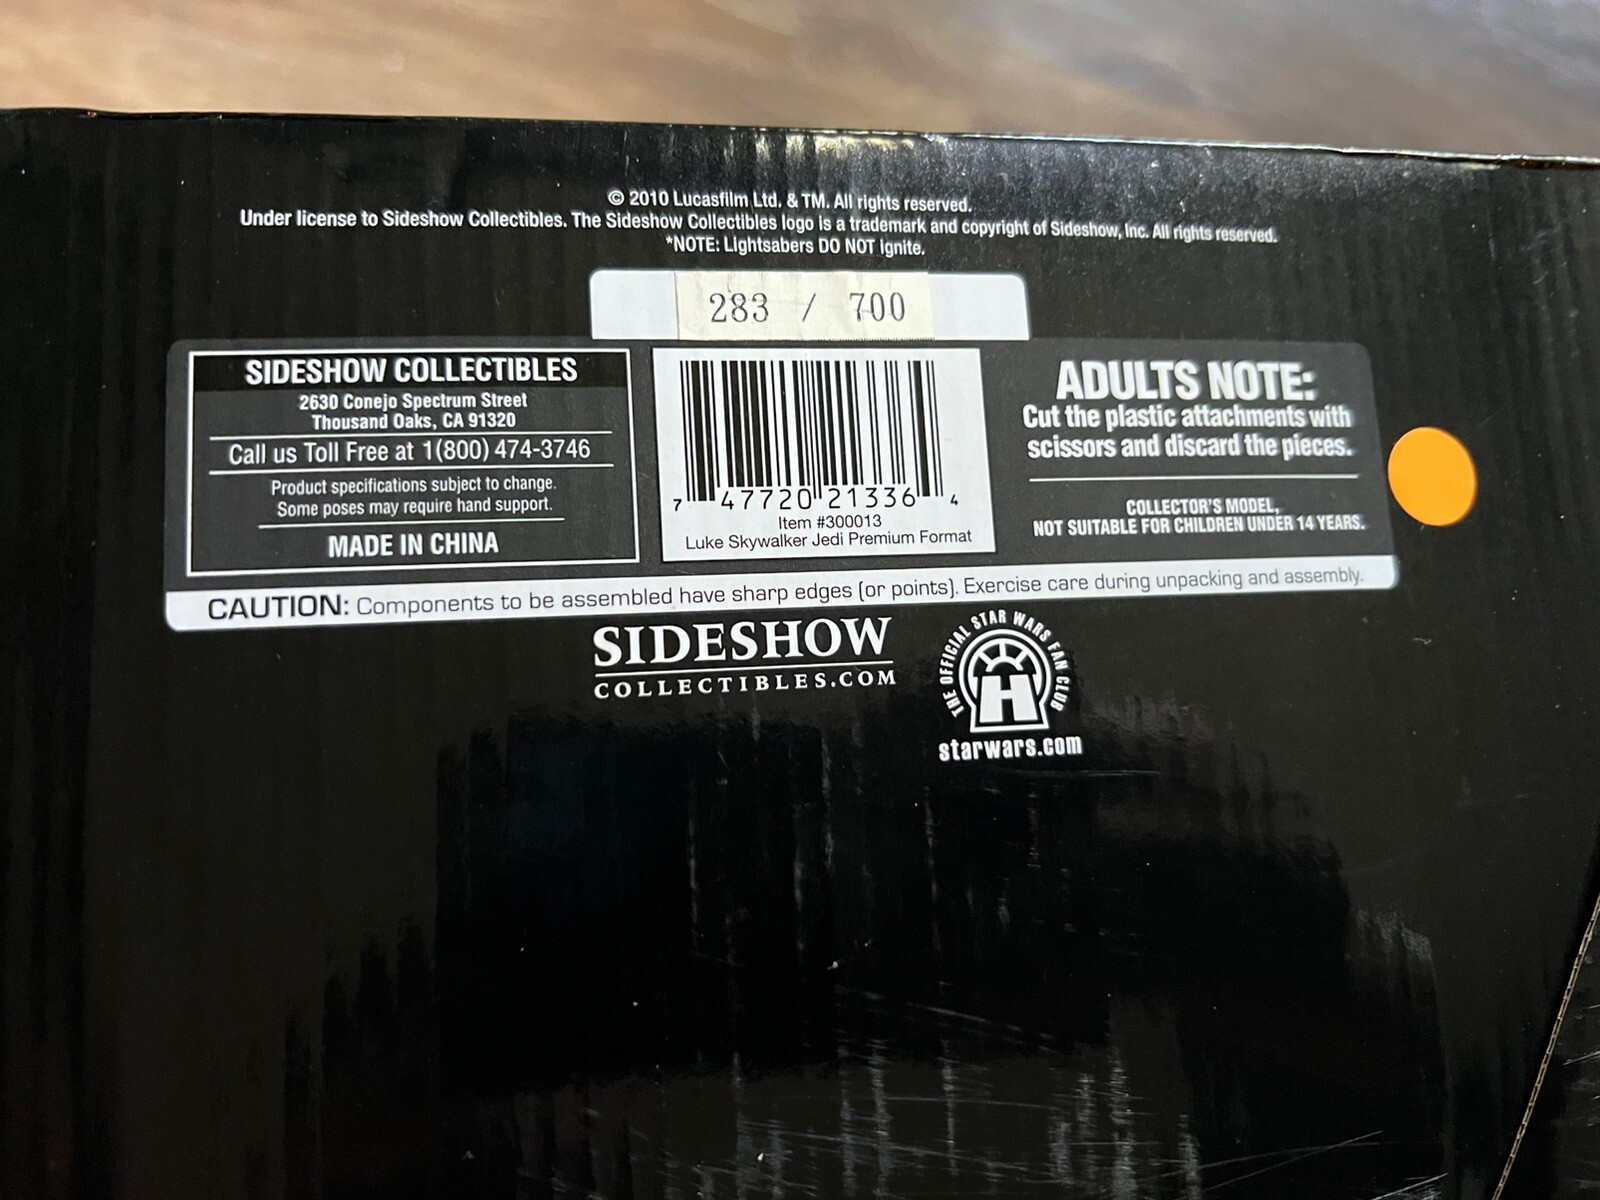 © 2010 Lucasfilm Ltd. & TM. All rights reserved.
Under license to Sideshow Collectibles. The Sideshow Collectibles logo is a trademark and copyright of Sideshow, Inc. All rights reserved.
*NOTE: Lightsabers DO NOT ignite.
283 / 700
SIDESHOW COLLECTIBLES
2630 Conejo Spectrum Street
Thousand Oaks, CA 91320
Call us Toll Free at 1(800) 474-3746
Product specifications subject to change.
Some poses may require hand support.
MADE IN CHINA
7 47720 21336 4
Item #300013
Luke Skywalker Jedi Premium Format
ADULTS NOTE:
Cut the plastic attachments with
scissors and discard the pieces.
COLLECTOR'S MODEL,
NOT SUITABLE FOR CHILDREN UNDER 14 YEARS.
CAUTION: Components to be assembled have sharp edges (or points). Exercise care during unpacking and assembly.
SIDESHOW
COLLECTIBLES.COM
THE OFFICIAL STAR WARS FAN CLUB
H
starwars.com